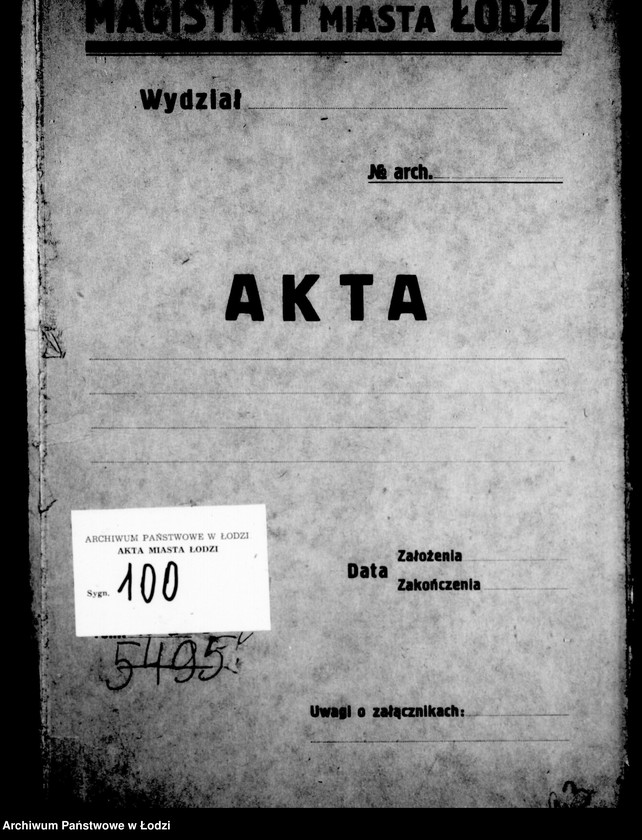 MAGISTRAT MIASTA ŁODZI
Wydział
№ arch.
AKTA
ARCHIWUM PAŃSTWOWE W ŁODZI
AKTA MIASTA ŁODZI
Sygn. 100
Data
Założenia
Zakończenia
5495
Uwagi o załącznikach:
Archiwum Państwowe w Łodzi